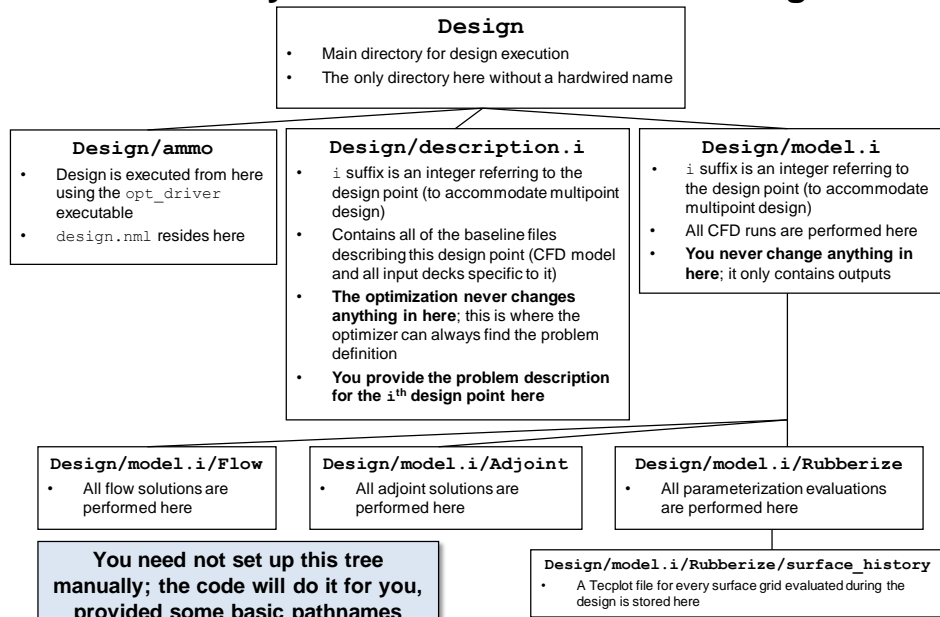 Design
• Main directory for design execution
• The only directory here without a hardwired name
Design/ammo
• Design is executed from here
using the opt_driver
executable
• design.nml resides here
Design/description.i
• i suffix is an integer referring to the
design point (to accommodate multipoint
design)
• Contains all of the baseline files
describing this design point (CFD model
and all input decks specific to it)
• The optimization never changes
anything in here; this is where the
optimizer can always find the problem
definition
• You provide the problem description
for the ith design point here
Design/model.i
• i suffix is an integer referring to
the design point (to accommodate
multipoint design)
• All CFD runs are performed here
• You never change anything in
here; it only contains outputs
Design/model.i/Flow
• All flow solutions are
performed here
Design/model.i/Adjoint
• All adjoint solutions are
performed here
Design/model.i/Rubberize
• All parameterization evaluations
are performed here
You need not set up this tree
manually; the code will do it for you,
provided some basic pathnames
Design/model.i/Rubberize/surface_history
• A Tecplot file for every surface grid evaluated during the
design is stored here